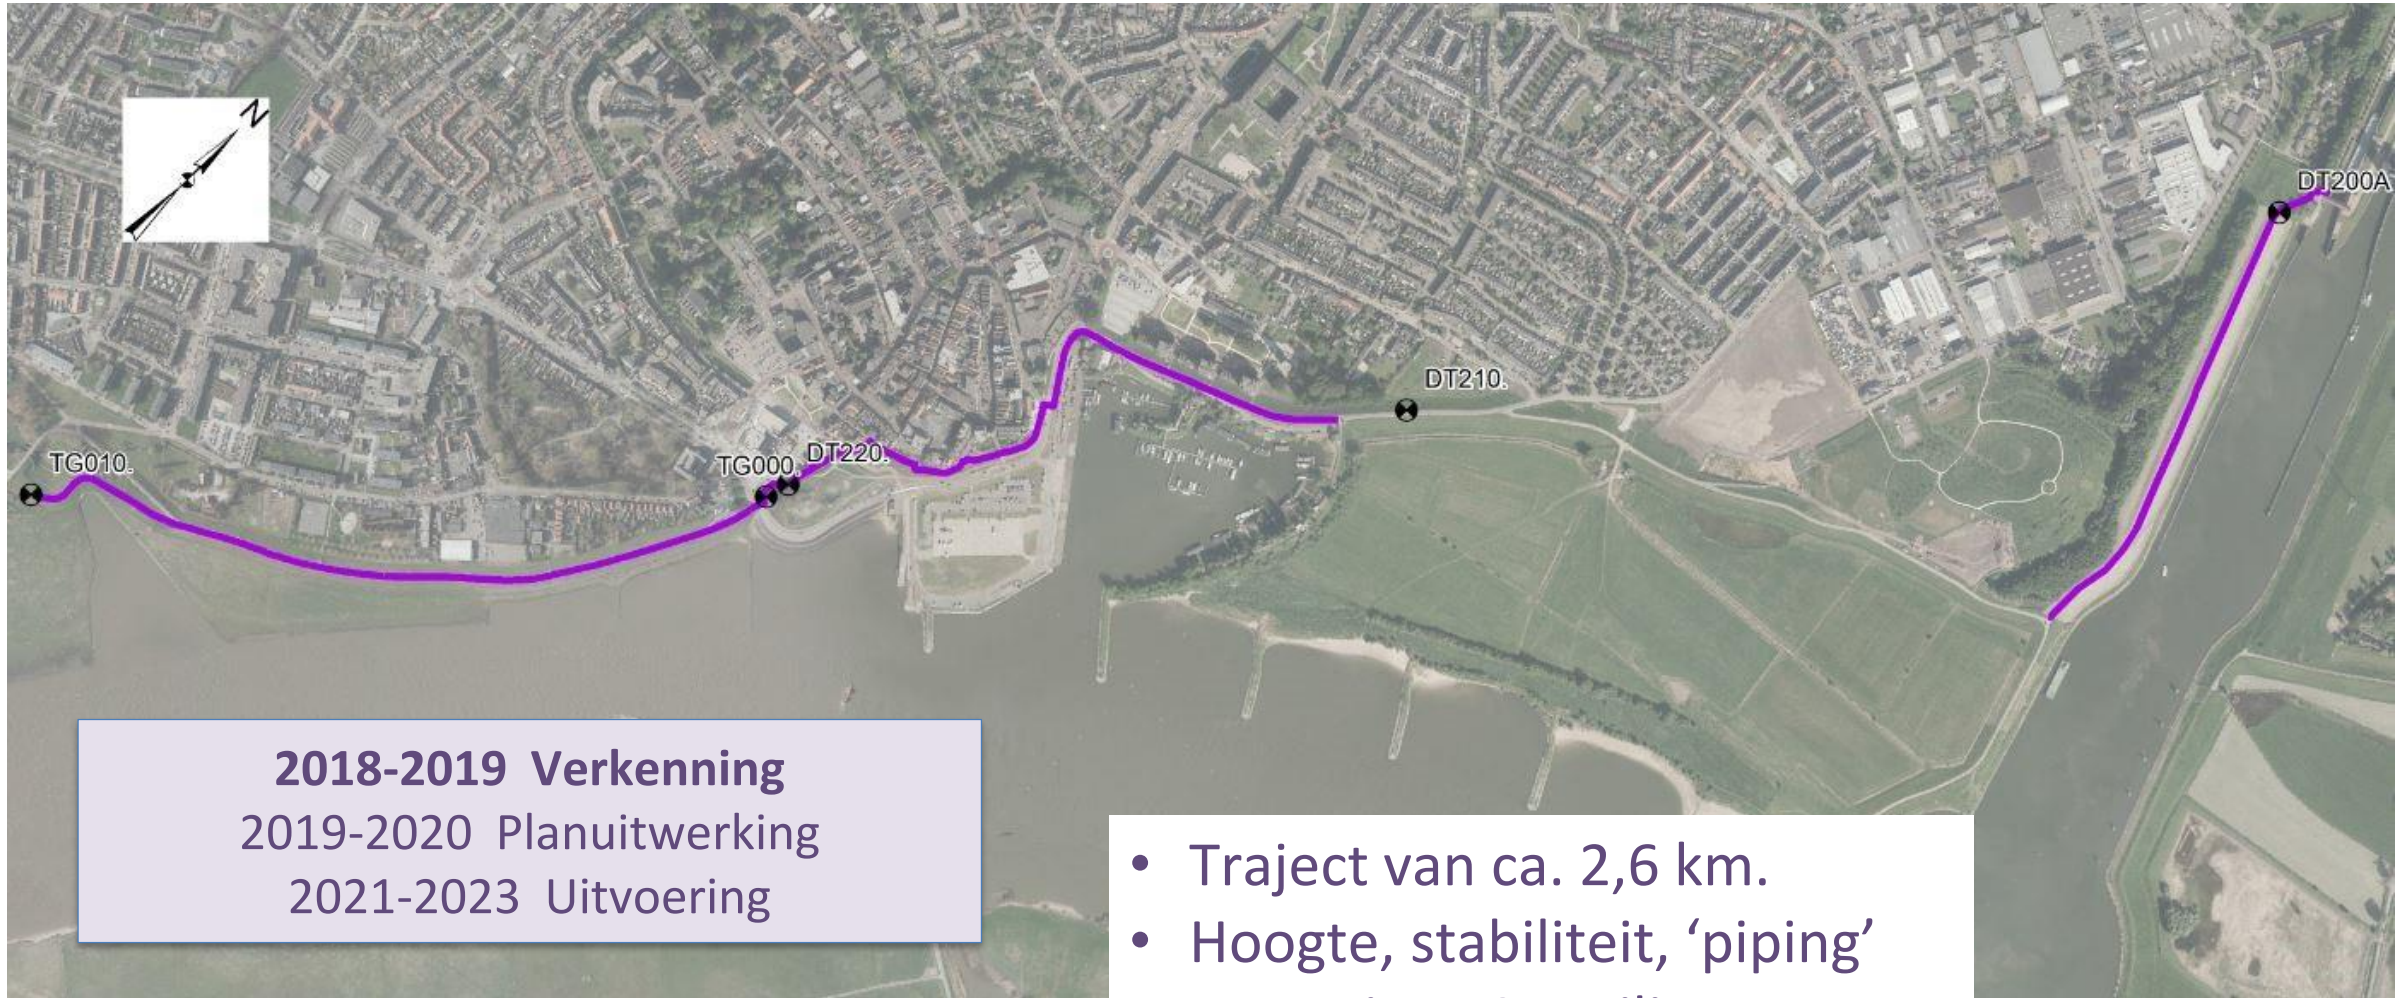 N
DT200A
DT210.
TG010.
TG000.
DT220.
2018-2019 Verkenning
2019-2020 Planuitwerking
2021-2023 Uitvoering
• Traject van ca. 2,6 km.
• Hoogte, stabiliteit, ‘piping’